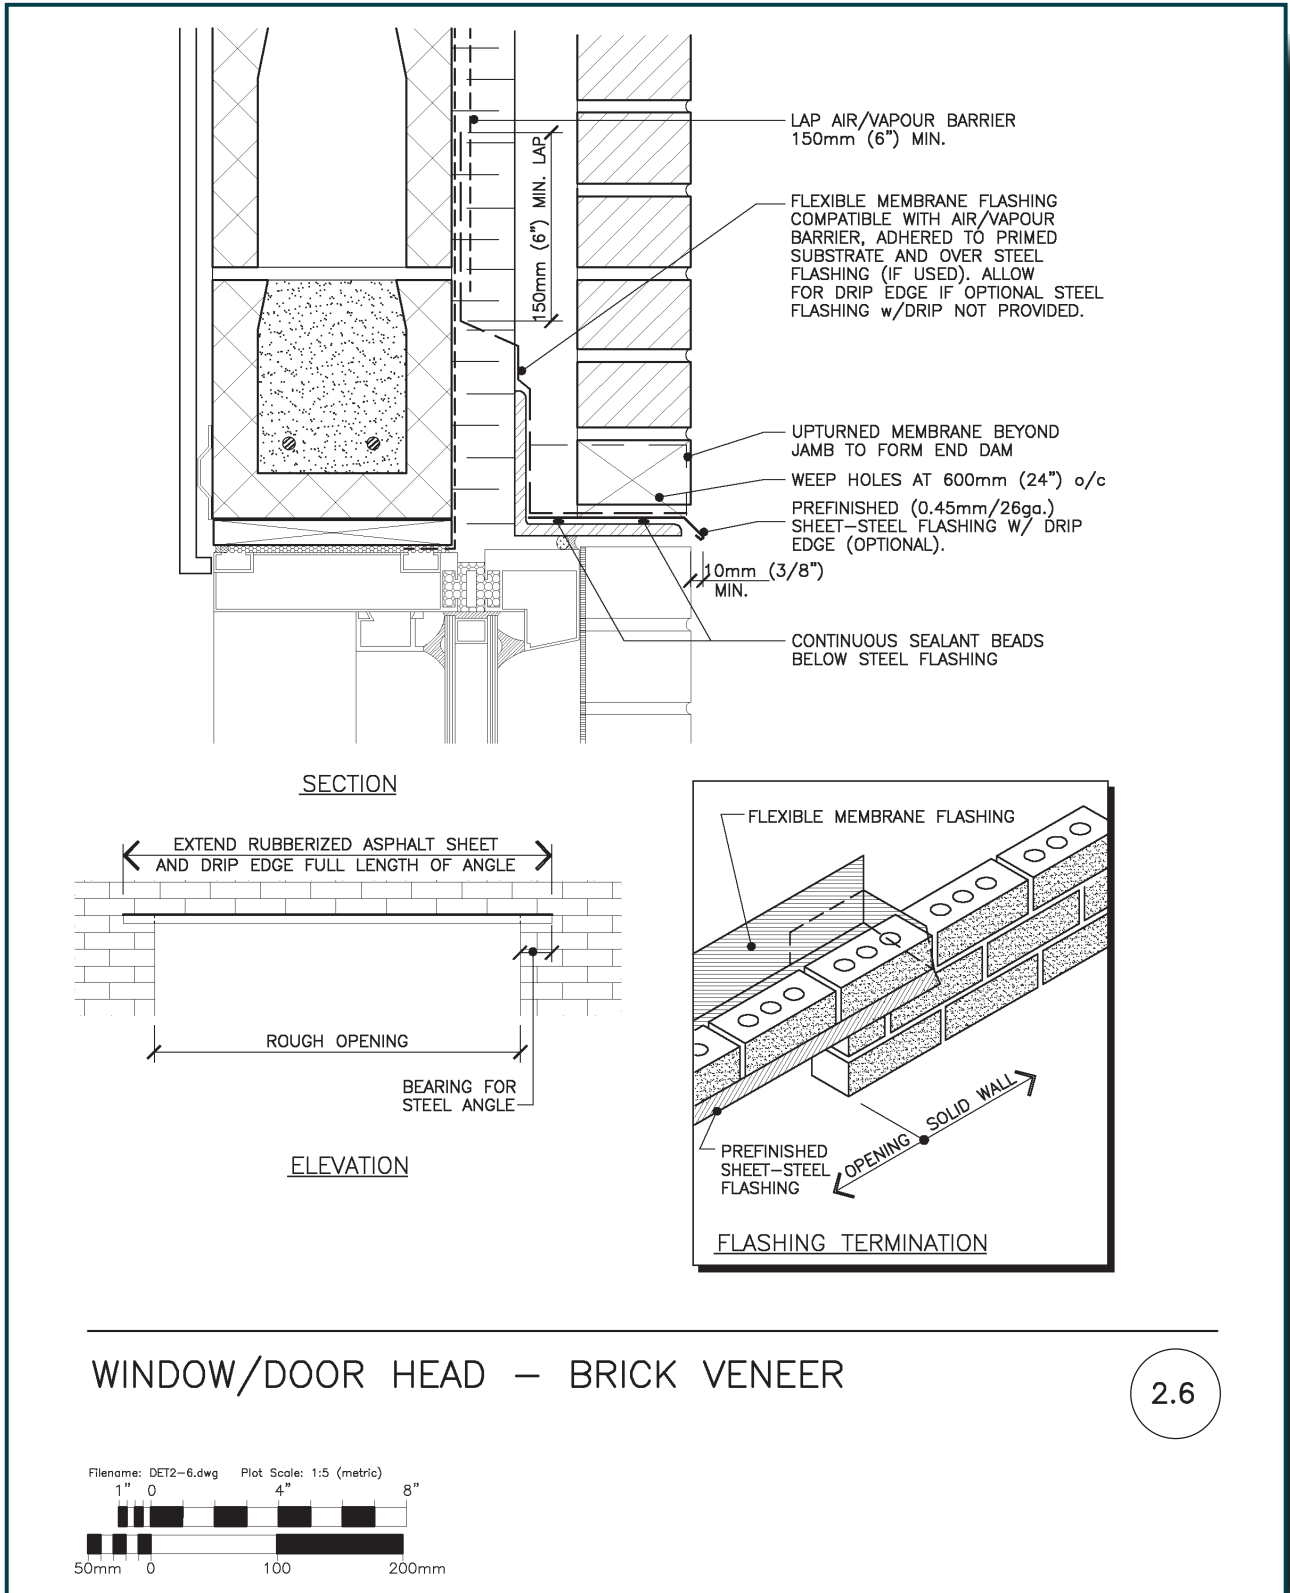 LAP AIR/VAPOUR BARRIER
150mm (6") MIN.
150mm (6") MIN. LAP
FLEXIBLE MEMBRANE FLASHING
COMPATIBLE WITH AIR/VAPOUR
BARRIER, ADHERED TO PRIMED
SUBSTRATE AND OVER STEEL
FLASHING (IF USED). ALLOW
FOR DRIP EDGE IF OPTIONAL STEEL
FLASHING w/DRIP NOT PROVIDED.
UPTURNED MEMBRANE BEYOND
JAMB TO FORM END DAM
WEEP HOLES AT 600mm (24") o/c
PREFINISHED (0.45mm/26ga.)
SHEET-STEEL FLASHING W/ DRIP
EDGE (OPTIONAL).
10mm (3/8")
MIN.
CONTINUOUS SEALANT BEADS
BELOW STEEL FLASHING
SECTION
EXTEND RUBBERIZED ASPHALT SHEET
AND DRIP EDGE FULL LENGTH OF ANGLE
ROUGH OPENING
BEARING FOR
STEEL ANGLE
ELEVATION
FLEXIBLE MEMBRANE FLASHING
SOLID WALL
OPENING
PREFINISHED
SHEET-STEEL
FLASHING
FLASHING TERMINATION
WINDOW/DOOR HEAD - BRICK VENEER
2.6
Filename: DET2-6.dwg Plot Scale: 1:5 (metric)
1" 0 4" 8"
50mm 0 100 200mm